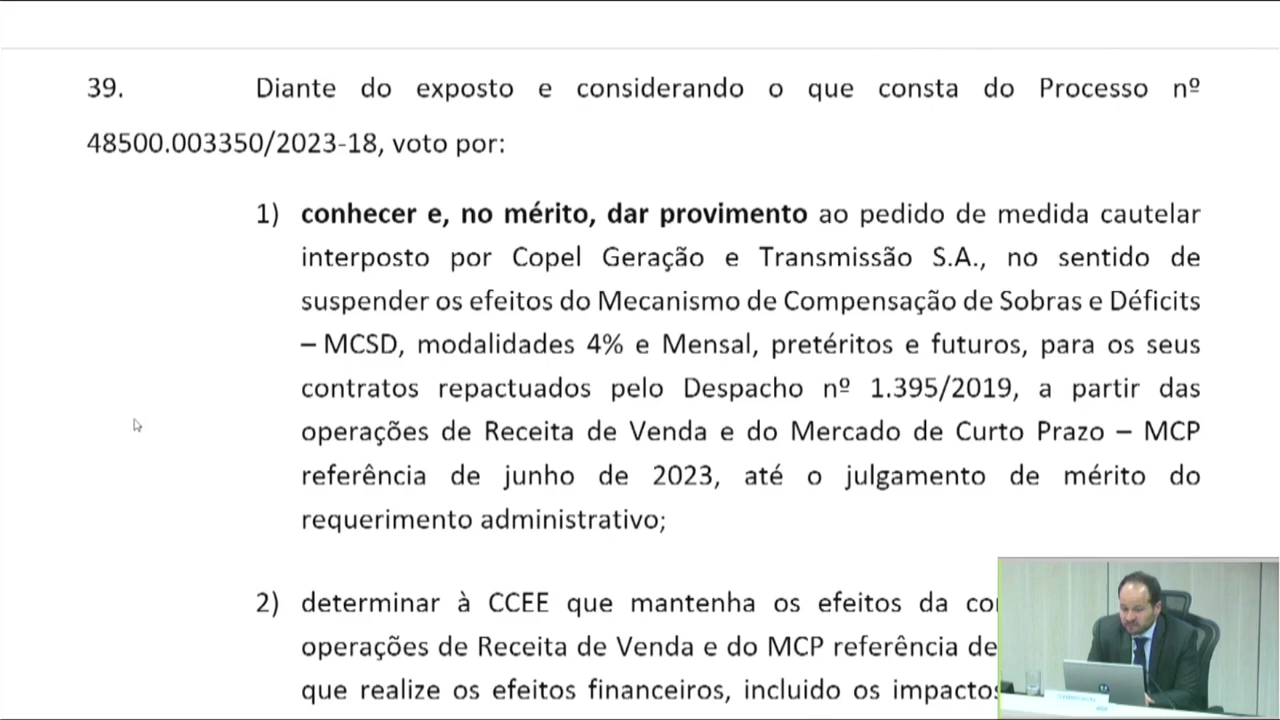 39. Diante do exposto e considerando o que consta do Processo nº
48500.003350/2023-18, voto por:
1) conhecer e, no mérito, dar provimento ao pedido de medida cautelar
interposto por Copel Geração e Transmissão S.A., no sentido de
suspender os efeitos do Mecanismo de Compensação de Sobras e Déficits
– MCSD, modalidades 4% e Mensal, pretéritos e futuros, para os seus
contratos repactuados pelo Despacho nº 1.395/2019, a partir das
operações de Receita de Venda e do Mercado de Curto Prazo – MCP
referência de junho de 2023, até o julgamento de mérito do
requerimento administrativo;
2) determinar à CCEE que mantenha os efeitos da
operações de Receita de Venda e do MCP referência de
que realize os efeitos financeiros, incluido os impactos